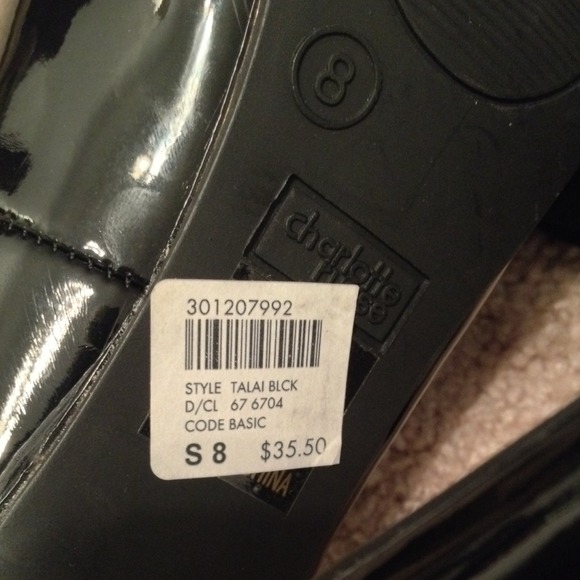 8
charlotte
russe
301207992
STYLE TALAI BLCK
D/CL 67 6704
CODE BASIC
S 8 $35.50